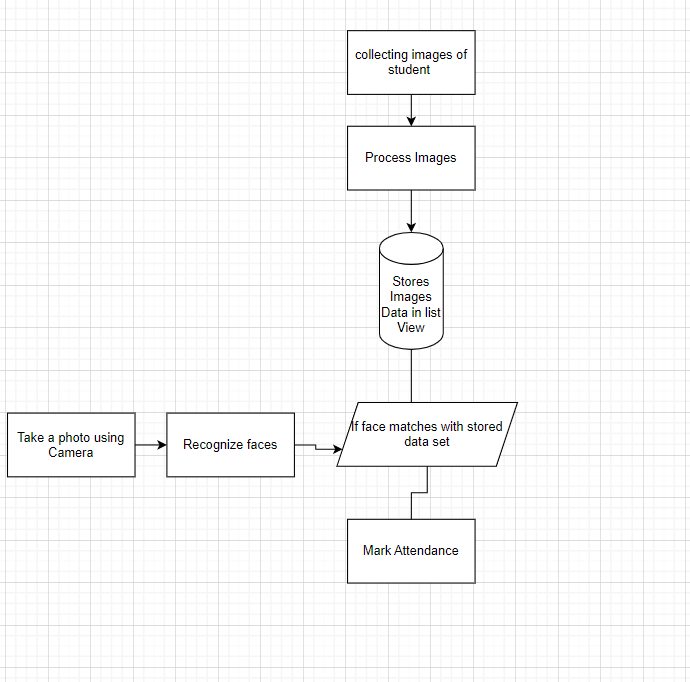 collecting images of
student
Process Images
Stores
Images
Data in list
View
Take a photo using
Camera
Recognize faces
If face matches with stored
data set
Mark Attendance